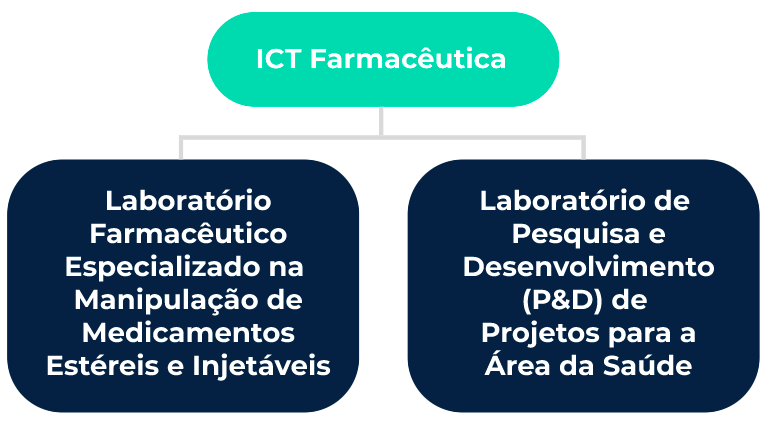 ICT Farmacêutica
Laboratório
Farmacêutico
Especializado na
Manipulação de
Medicamentos
Estéreis e Injetáveis
Laboratório de
Pesquisa e
Desenvolvimento
(P&D) de
Projetos para a
Área da Saúde